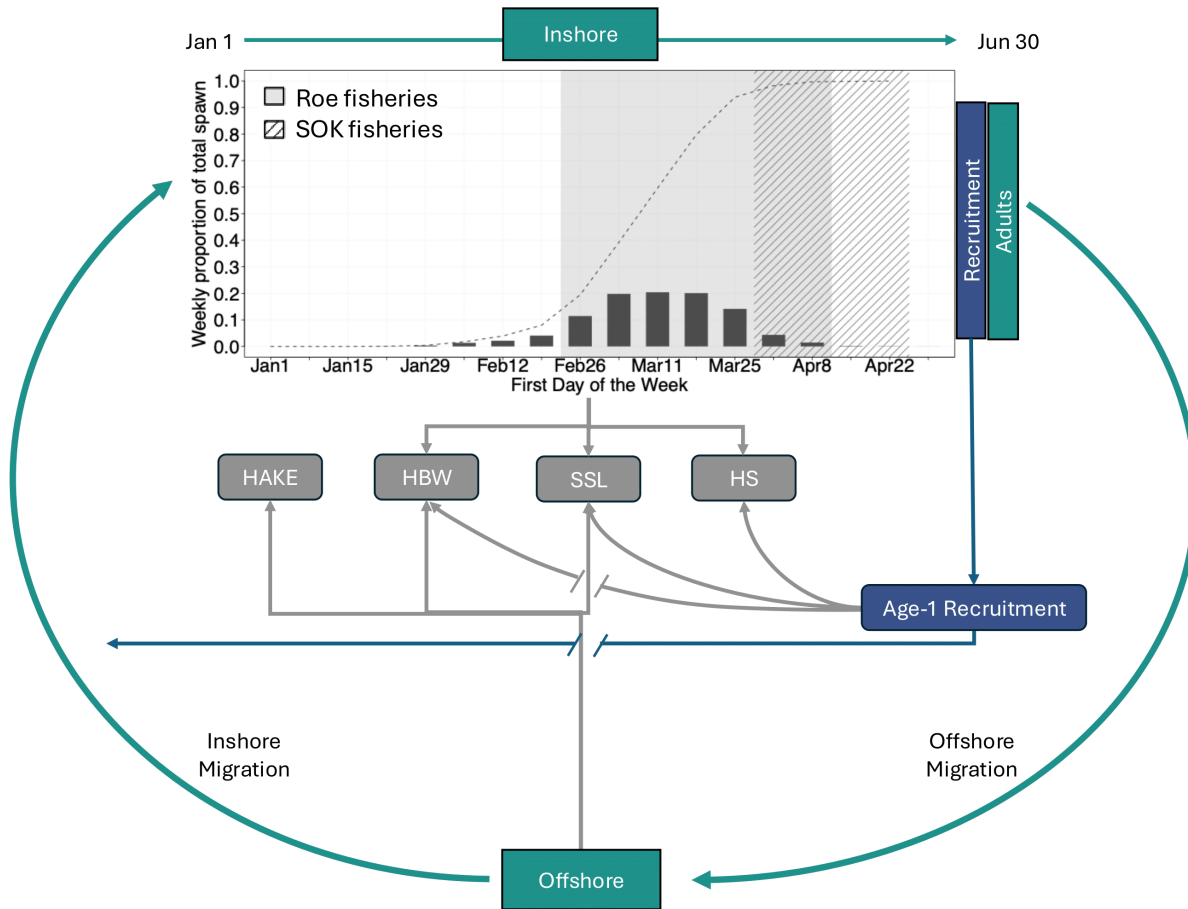 Inshore
Jan 1
Jun 30
Roe fisheries
SOK fisheries
Weekly proportion of total spawn
1.0
0.9
0.8
0.7
0.6
0.5
0.4
0.3
0.2
0.1
0.0
Jan1 Jan15 Jan29 Feb12 Feb26 Mar11 Mar25 Apr8 Apr22
First Day of the Week
Recruitment
Adults
HAKE
HBW
SSL
HS
Age-1 Recruitment
Inshore
Migration
Offshore
Migration
Offshore